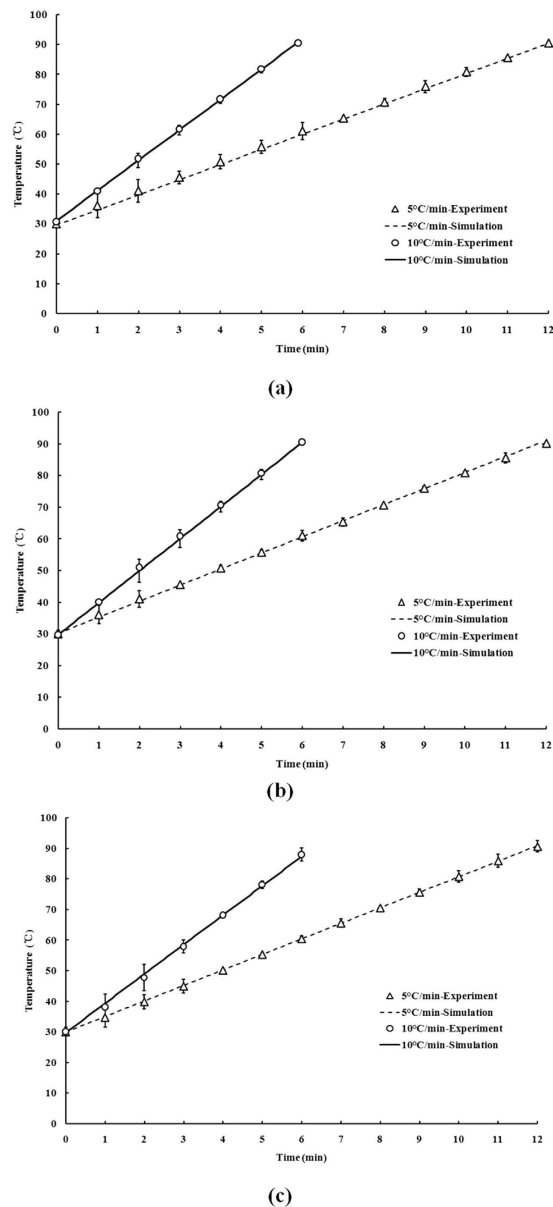 100
90
80
70
60
50
40
30
20
10
0
Temperature (℃)
0 1 2 3 4 5 6 7 8 9 10 11 12
Time (min)
5°C/min-Experiment
5°C/min-Simulation
10°C/min-Experiment
10°C/min-Simulation
(a)
100
90
80
70
60
50
40
30
20
10
0
Temperature (℃)
0 1 2 3 4 5 6 7 8 9 10 11 12
Time (min)
5°C/min-Experiment
5°C/min-Simulation
10°C/min-Experiment
10°C/min-Simulation
(b)
100
90
80
70
60
50
40
30
20
10
0
Temperature (℃)
0 1 2 3 4 5 6 7 8 9 10 11 12
Time (min)
5°C/min-Experiment
5°C/min-Simulation
10°C/min-Experiment
10°C/min-Simulation
(c)